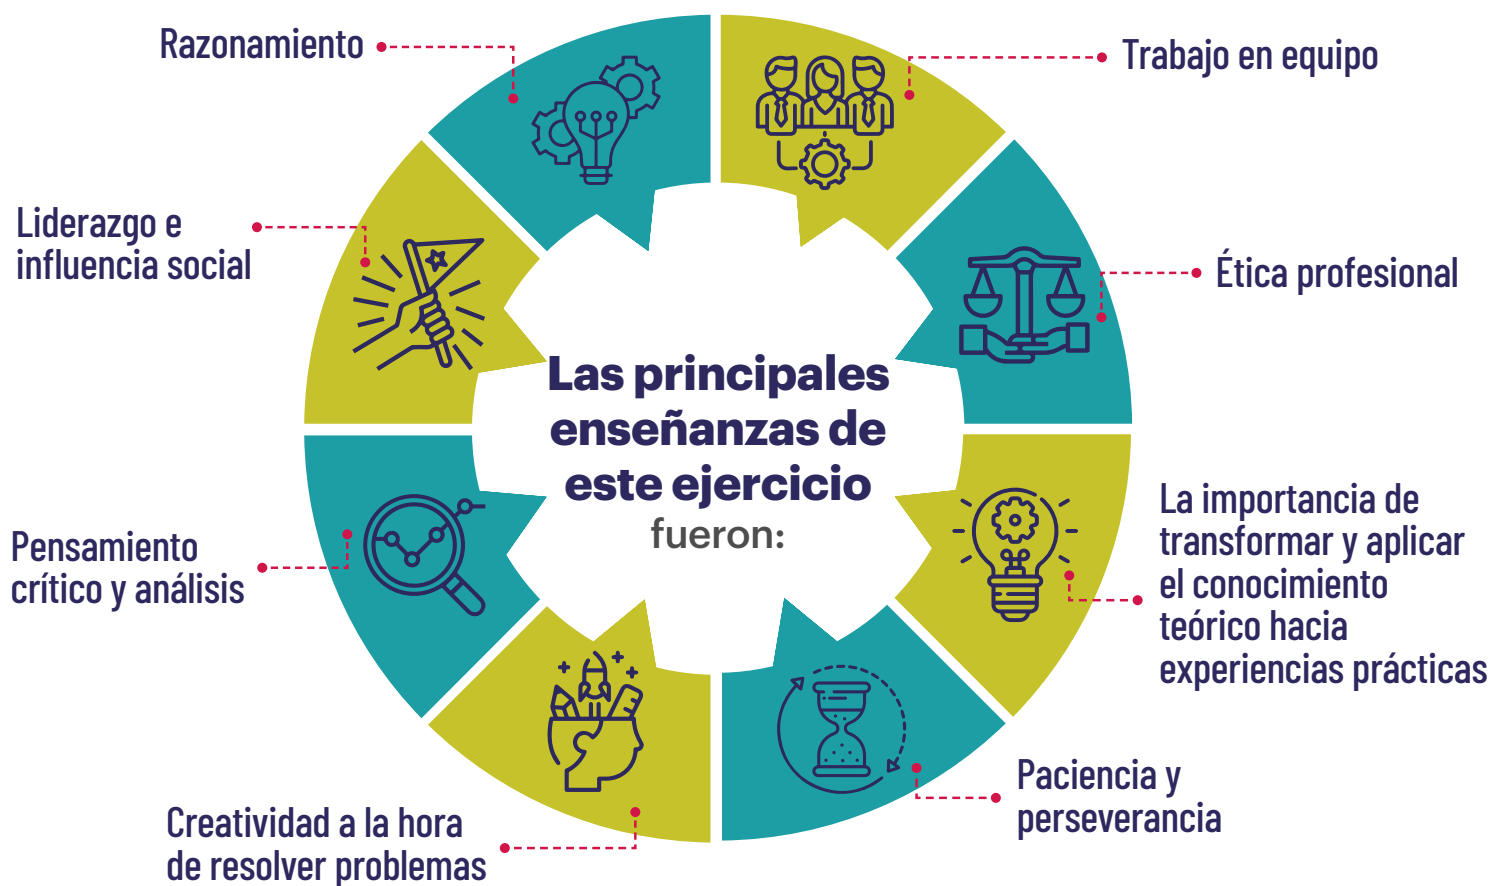 Las principales
enseñanzas de
este ejercicio
fueron:
Trabajo en equipo
Ética profesional
La importancia de
transformar y aplicar
el conocimiento
teórico hacia
experiencias prácticas
Paciencia y
perseverancia
Creatividad a la hora
de resolver problemas
Pensamiento
crítico y análisis
Liderazgo e
influencia social
Razonamiento